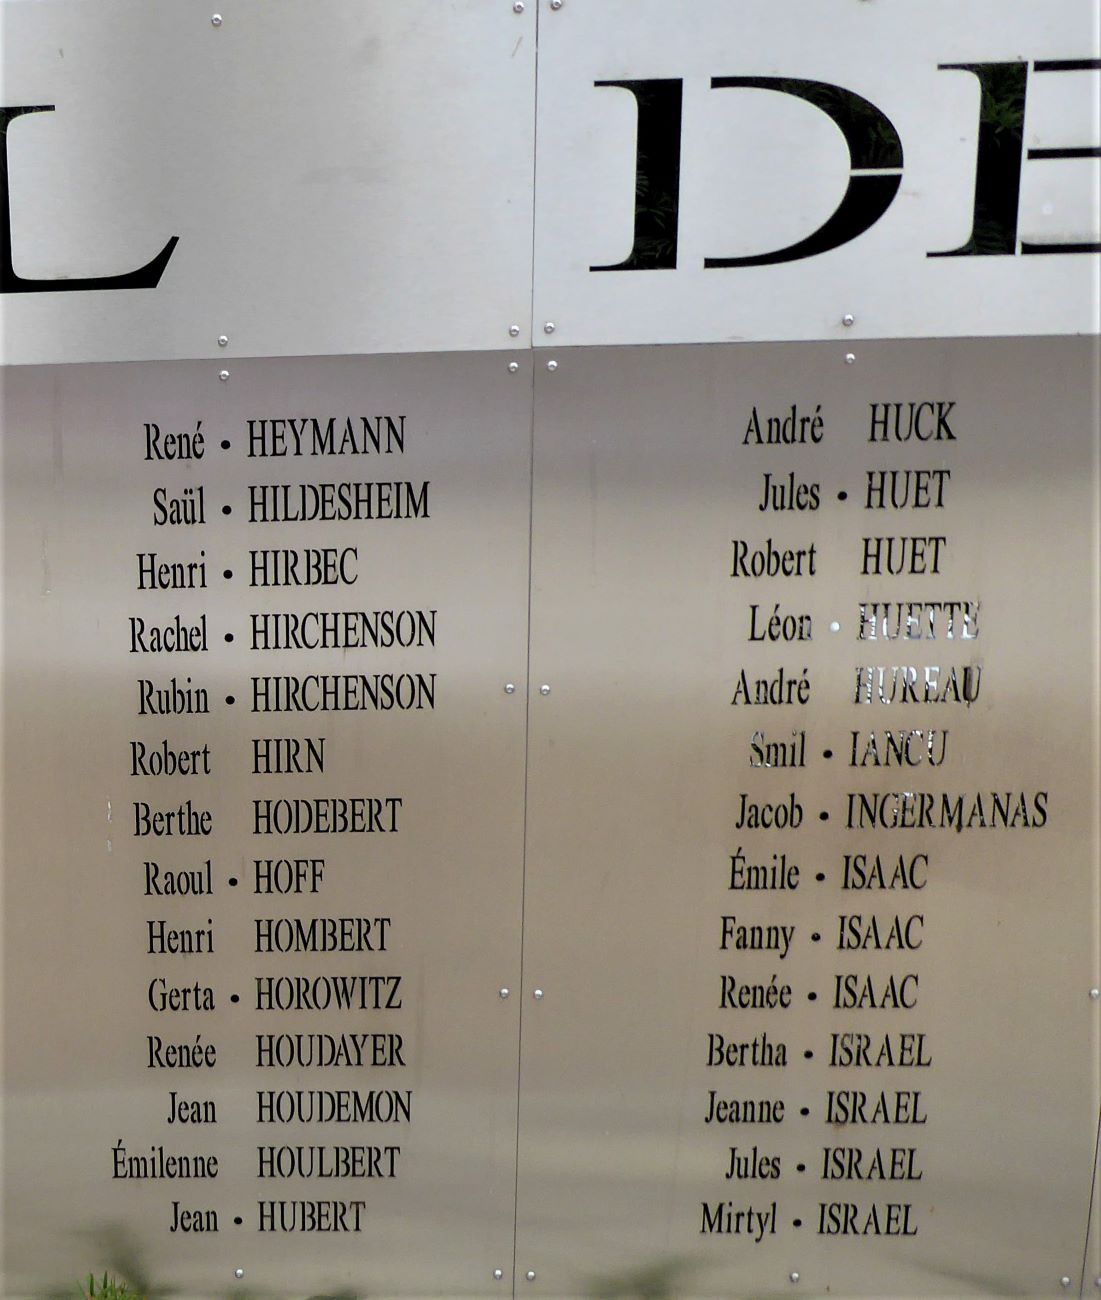 L DE
René • HEYMANN
Saül • HILDESHEIM
Henri • HIRBEC
Rachel • HIRCHENSON
Rubin • HIRCHENSON
Robert HIRN
Berthe HODEBERT
Raoul • HOFF
Henri HOMBERT
Gerta • HOROWITZ
Renée HOUDAYER
Jean HOUDEMON
Émilenne HOULBERT
Jean • HUBERT
André HUCK
Jules • HUET
Robert HUET
Léon • HUETTE
André HUREAU
Smil • IANCU
Jacob • INGERMANAS
Émile • ISAAC
Fanny • ISAAC
Renée • ISAAC
Bertha • ISRAEL
Jeanne • ISRAEL
Jules • ISRAEL
Mirtyl • ISRAEL